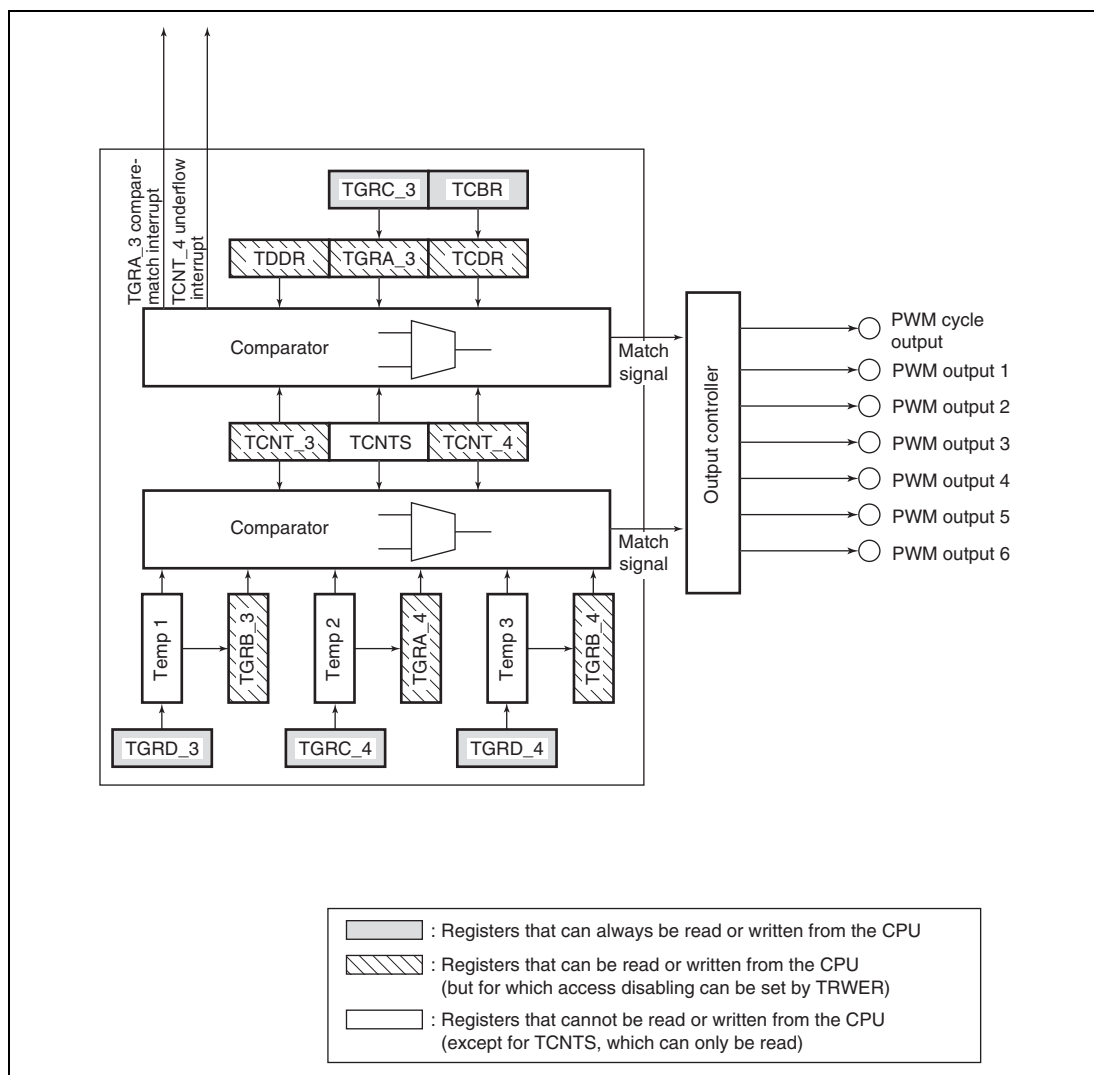 TGRA_3 compare-
match interrupt
TCNT_4 underflow
interrupt
TGRC_3 TCBR
TDDR TGRA_3 TCDR
Comparator
Match
signal
TCNT_3 TCNTS TCNT_4
Comparator
Match
signal
Temp 1 TGRB_3 Temp 2 TGRA_4 Temp 3 TGRB_4
TGRD_3 TGRC_4 TGRD_4
Output controller
PWM cycle
output
PWM output 1
PWM output 2
PWM output 3
PWM output 4
PWM output 5
PWM output 6
: Registers that can always be read or written from the CPU
: Registers that can be read or written from the CPU
(but for which access disabling can be set by TRWER)
: Registers that cannot be read or written from the CPU
(except for TCNTS, which can only be read)